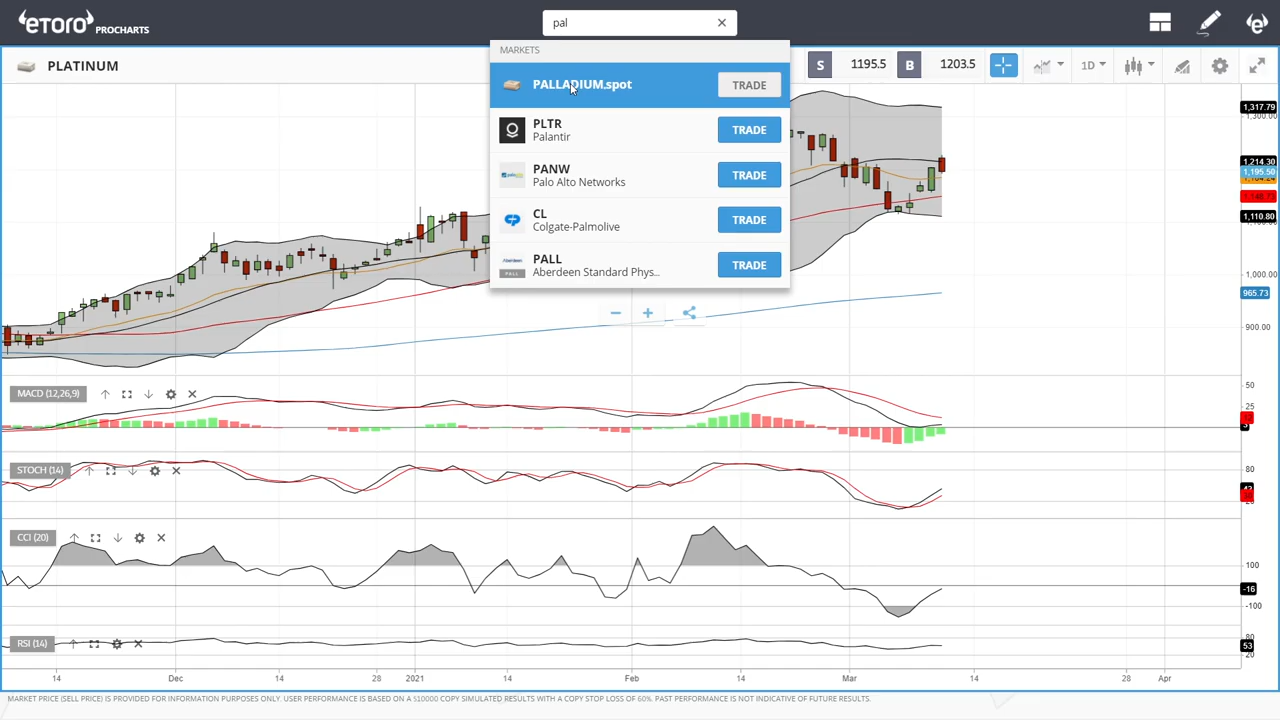 eToro PROCHARTS
pal
MARKETS
PALLADIUM.spot TRADE
PLTR
Palantir
TRADE
PANW
Palo Alto Networks
TRADE
CL
Colgate-Palmolive
TRADE
PALL
Aberdeen Standard Phys...
TRADE
PLATINUM
S 1195.5 B 1203.5 1D
1,317.79
1,300.00
1,214.30
1,195.50
1,110.80
1,000.00
965.73
900.00
MACD (12,26,9)
50
25
STOCH (14)
80
CCI (20)
100
-16
-100
RSI (14)
80
53
20
14 Dec 14 28 2021 14 Feb 14 Mar 14 28 Apr
MARKET PRICE (SELL PRICE) IS PROVIDED FOR INFORMATION PURPOSES ONLY. USER PERFORMANCE IS BASED ON A $10000 COPY SIMULATED RESULTS WITH A COPY STOP LOSS OF 60%. PAST PERFORMANCE IS NOT INDICATIVE OF FUTURE RESULTS.